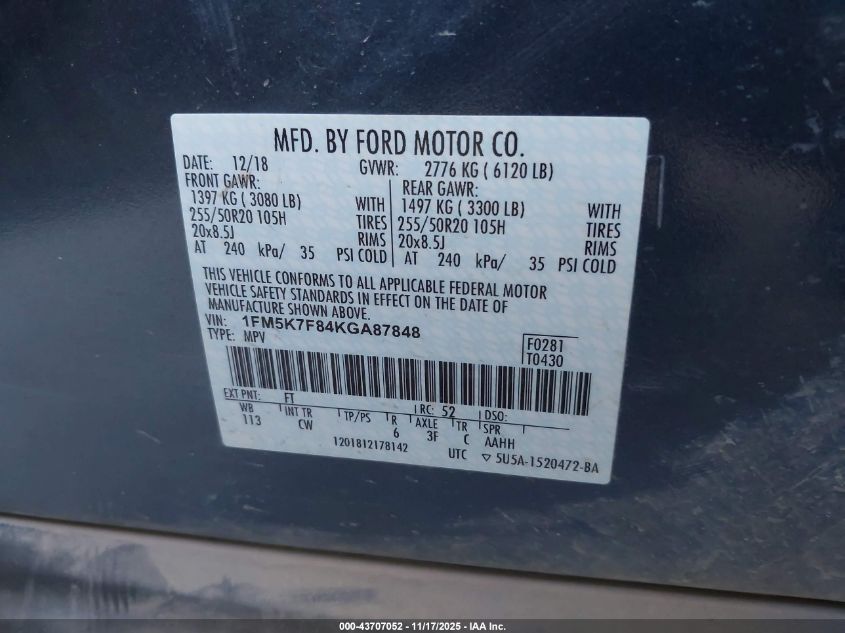 MFD. BY FORD MOTOR CO.
DATE: 12/18 GVWR: 2776 KG ( 6120 LB)
FRONT GAWR: REAR GAWR:
1397 KG ( 3080 LB) WITH 1497 KG ( 3300 LB) WITH
255/50R20 105H TIRES 255/50R20 105H TIRES
20x8.5J RIMS 20x8.5J RIMS
AT 240 kPa/ 35 PSI COLD AT 240 kPa/ 35 PSI COLD
THIS VEHICLE CONFORMS TO ALL APPLICABLE FEDERAL MOTOR
VEHICLE SAFETY STANDARDS IN EFFECT ON THE DATE OF
MANUFACTURE SHOWN ABOVE.
VIN: 1FM5K7F84KGA87848
TYPE: MPV
F0281
T0430
EXT PNT: FT RC: 52 DSO:
WB INT TR TP/PS R AXLE TR SPR
113 CW 6 3F C AAHH
1201812178142 UTC ▽ 5U5A-1520472-BA
000-43707052 - 11/17/2025 - IAA Inc.